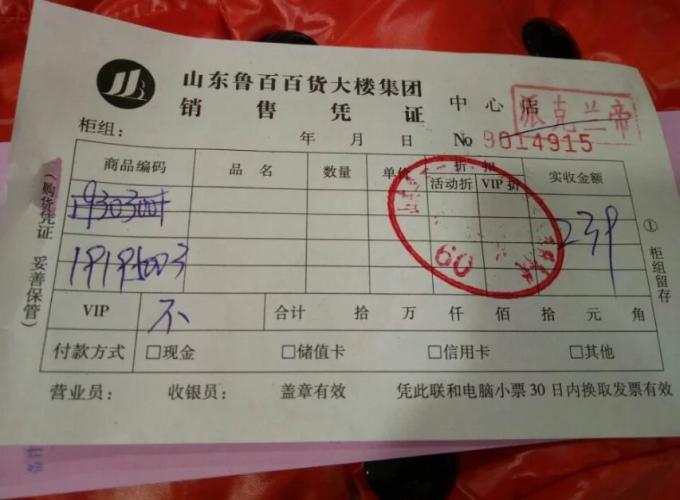 山东鲁百百货大楼集团
销售凭证 中心店
派克兰帝
柜组： 年 月 日 No 9014915
商品编码 品名 数量 单价 折扣 实收金额
活动折 VIP折
19195003 239
60
VIP 不 合计 拾 万 仟 佰 拾 元 角
付款方式 □现金 □储值卡 □信用卡 □其他
营业员： 收银员： 盖章有效 凭此联和电脑小票30日内换取发票有效
（购货凭证 妥善保管）
①柜组留存